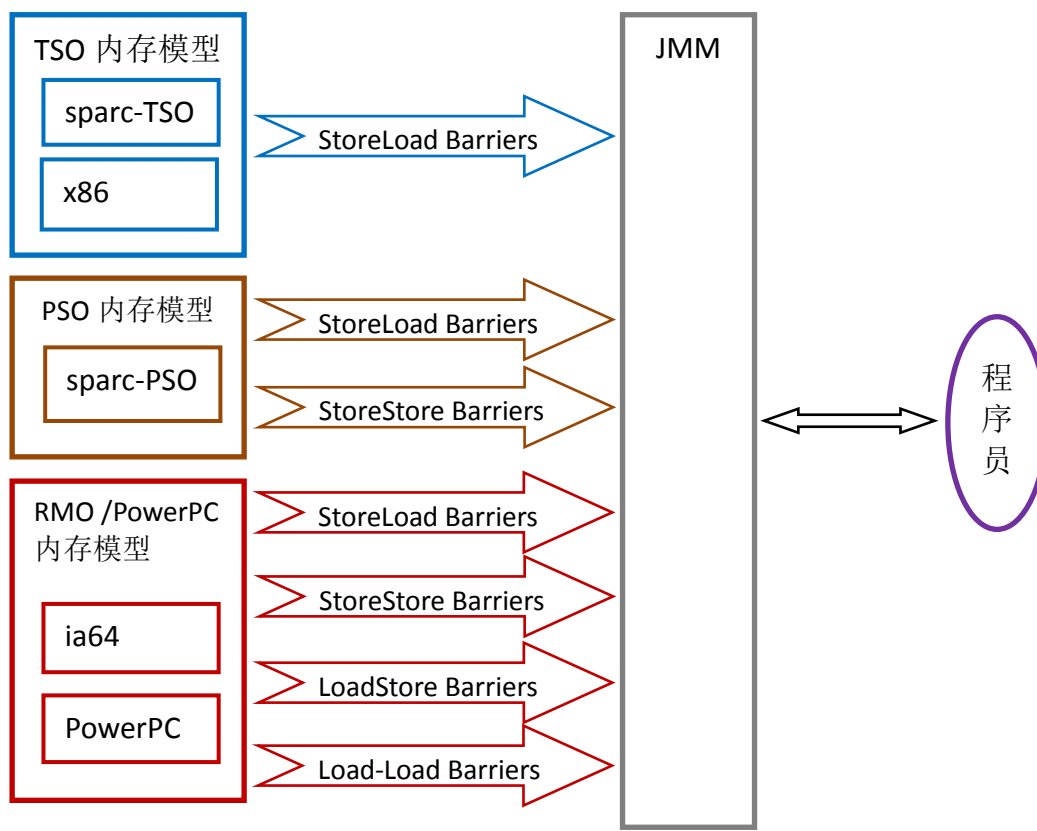 TSO 内存模型
sparc-TSO
x86
StoreLoad Barriers
PSO 内存模型
sparc-PSO
StoreLoad Barriers
StoreStore Barriers
RMO /PowerPC
内存模型
ia64
PowerPC
StoreLoad Barriers
StoreStore Barriers
LoadStore Barriers
Load-Load Barriers
JMM
程
序
员